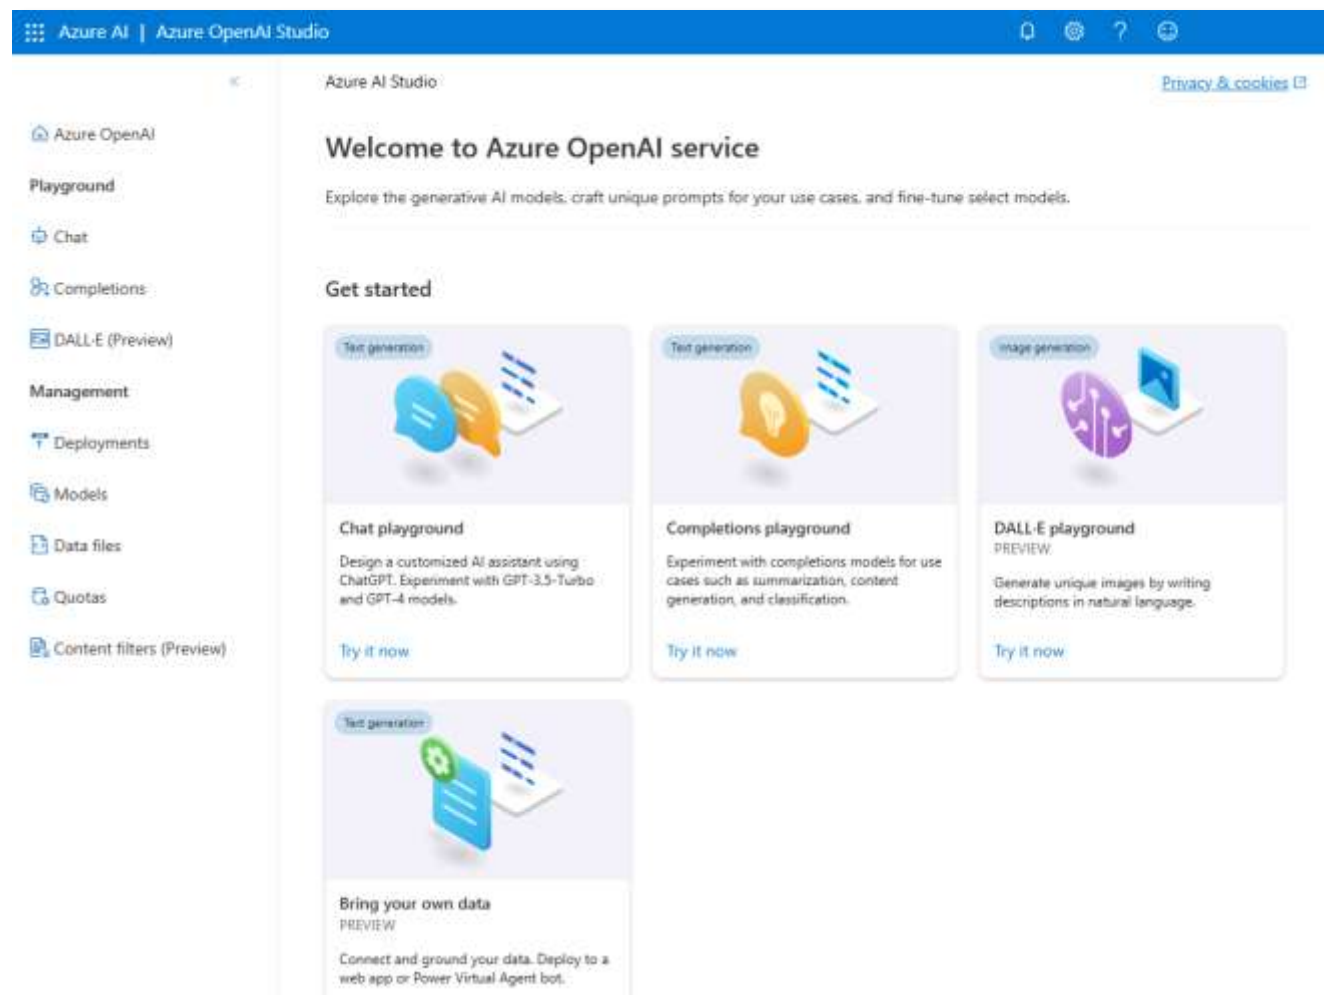 Azure AI | Azure OpenAI Studio
Azure AI Studio
Privacy & cookies
Azure OpenAI
Playground
Chat
Completions
DALL·E (Preview)
Management
Deployments
Models
Data files
Quotas
Content filters (Preview)
Welcome to Azure OpenAI service
Explore the generative AI models, craft unique prompts for your use cases, and fine-tune select models.
Get started
Text generation
Chat playground
Design a customized AI assistant using
ChatGPT. Experiment with GPT-3.5-Turbo
and GPT-4 models.
Try it now
Text generation
Completions playground
Experiment with completions models for use
cases such as summarization, content
generation, and classification.
Try it now
Image generation
DALL·E playground
PREVIEW
Generate unique images by writing
descriptions in natural language.
Try it now
Text generation
Bring your own data
PREVIEW
Connect and ground your data. Deploy to a
web app or Power Virtual Agent bot.